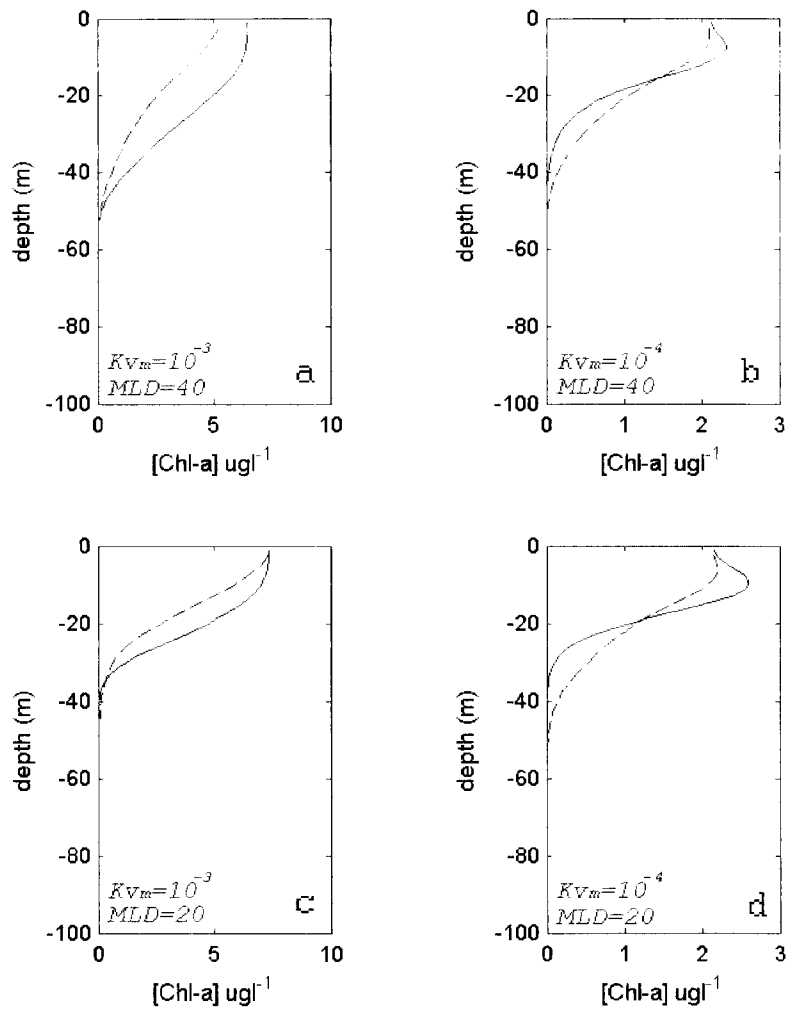 0
-20
-40
-60
-80
-100
depth (m)
Kvm=10^-3
MLD=40
a
0 5 10
[Chl-a] ugl^-1
0
-20
-40
-60
-80
-100
depth (m)
Kvm=10^-4
MLD=40
b
0 1 2 3
[Chl-a] ugl^-1
0
-20
-40
-60
-80
-100
depth (m)
Kvm=10^-3
MLD=20
c
0 5 10
[Chl-a] ugl^-1
0
-20
-40
-60
-80
-100
depth (m)
Kvm=10^-4
MLD=20
d
0 1 2 3
[Chl-a] ugl^-1